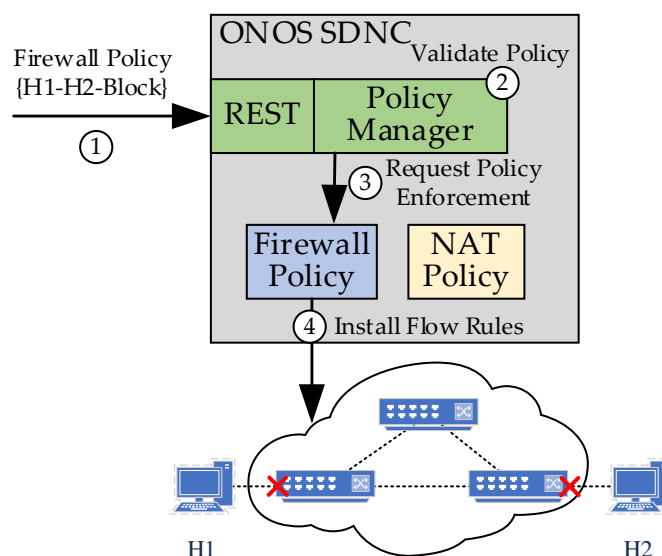 ONOS SDNC
Validate Policy
2
Firewall Policy
{H1-H2-Block}
1
REST
Policy
Manager
3
Request Policy
Enforcement
Firewall
Policy
NAT
Policy
4
Install Flow Rules
H1
H2